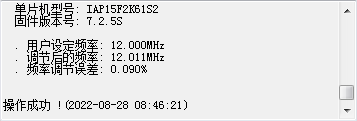 单片机型号: IAP15F2K61S2
固件版本号: 7.2.5S
. 用户设定频率: 12.000MHz
. 调节后的频率: 12.011MHz
. 频率调节误差: 0.090%
操作成功 !(2022-08-28 08:46:21)